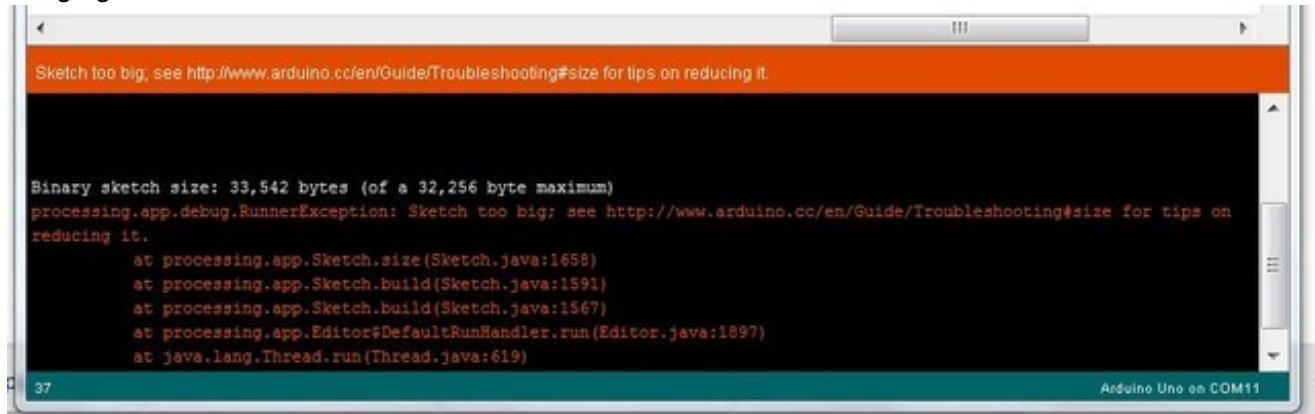 Sketch too big; see http://www.arduino.cc/en/Guide/Troubleshooting#size for tips on reducing it.
Binary sketch size: 33,542 bytes (of a 32,256 byte maximum)
processing.app.debug.RunnerException: Sketch too big; see http://www.arduino.cc/en/Guide/Troubleshooting#size for tips on
reducing it.
at processing.app.Sketch.size(Sketch.java:1658)
at processing.app.Sketch.build(Sketch.java:1591)
at processing.app.Sketch.build(Sketch.java:1567)
at processing.app.Editor$DefaultRunHandler.run(Editor.java:1897)
at java.lang.Thread.run(Thread.java:619)
37
Arduino Uno on COM11